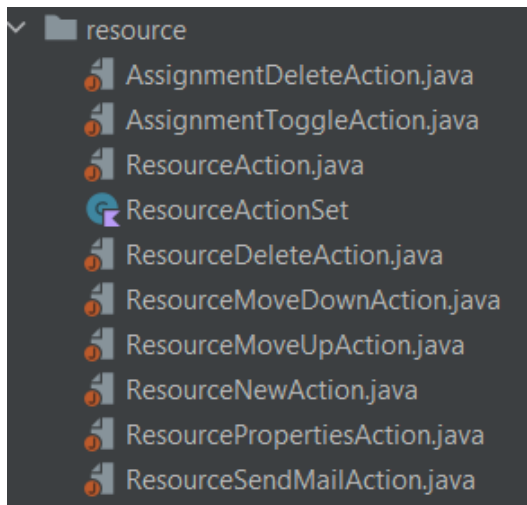 resource
AssignmentDeleteAction.java
AssignmentToggleAction.java
ResourceAction.java
ResourceActionSet
ResourceDeleteAction.java
ResourceMoveDownAction.java
ResourceMoveUpAction.java
ResourceNewAction.java
ResourcePropertiesAction.java
ResourceSendMailAction.java